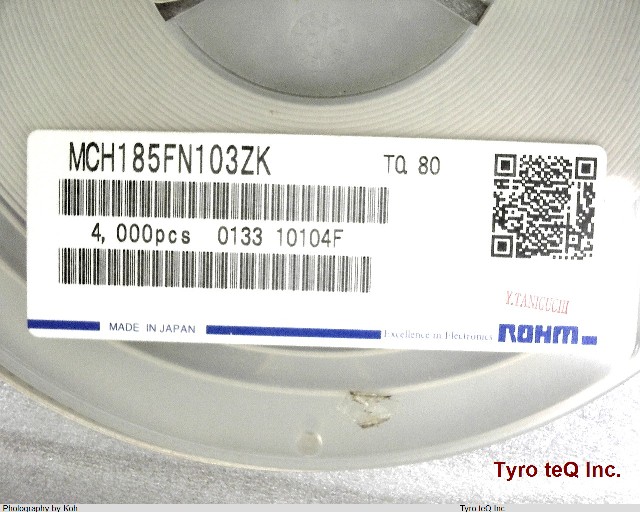 MCH185FN103ZK TQ 80
4,000pcs 0133 10104F
Y.TANIGUCHI
MADE IN JAPAN
Excellence in Electronics
ROHM
Tyro teQ Inc.
Photography by Koh
Tyro teQ Inc